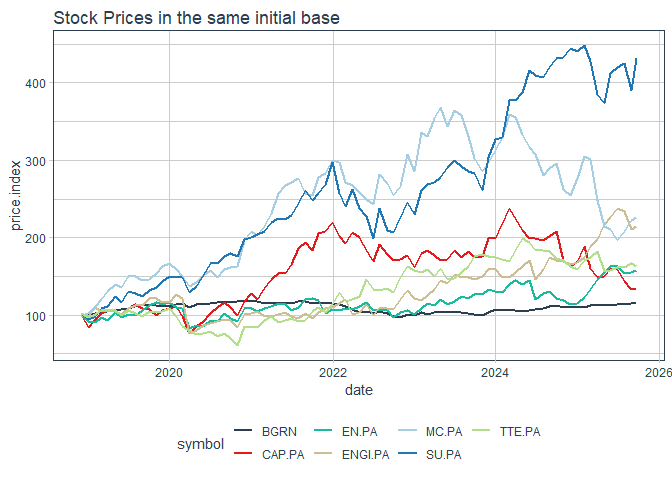 Stock Prices in the same initial base
price.index
400
300
200
100
2020
2022
2024
2026
date
symbol
BGRN
EN.PA
MC.PA
TTE.PA
CAP.PA
ENGI.PA
SU.PA